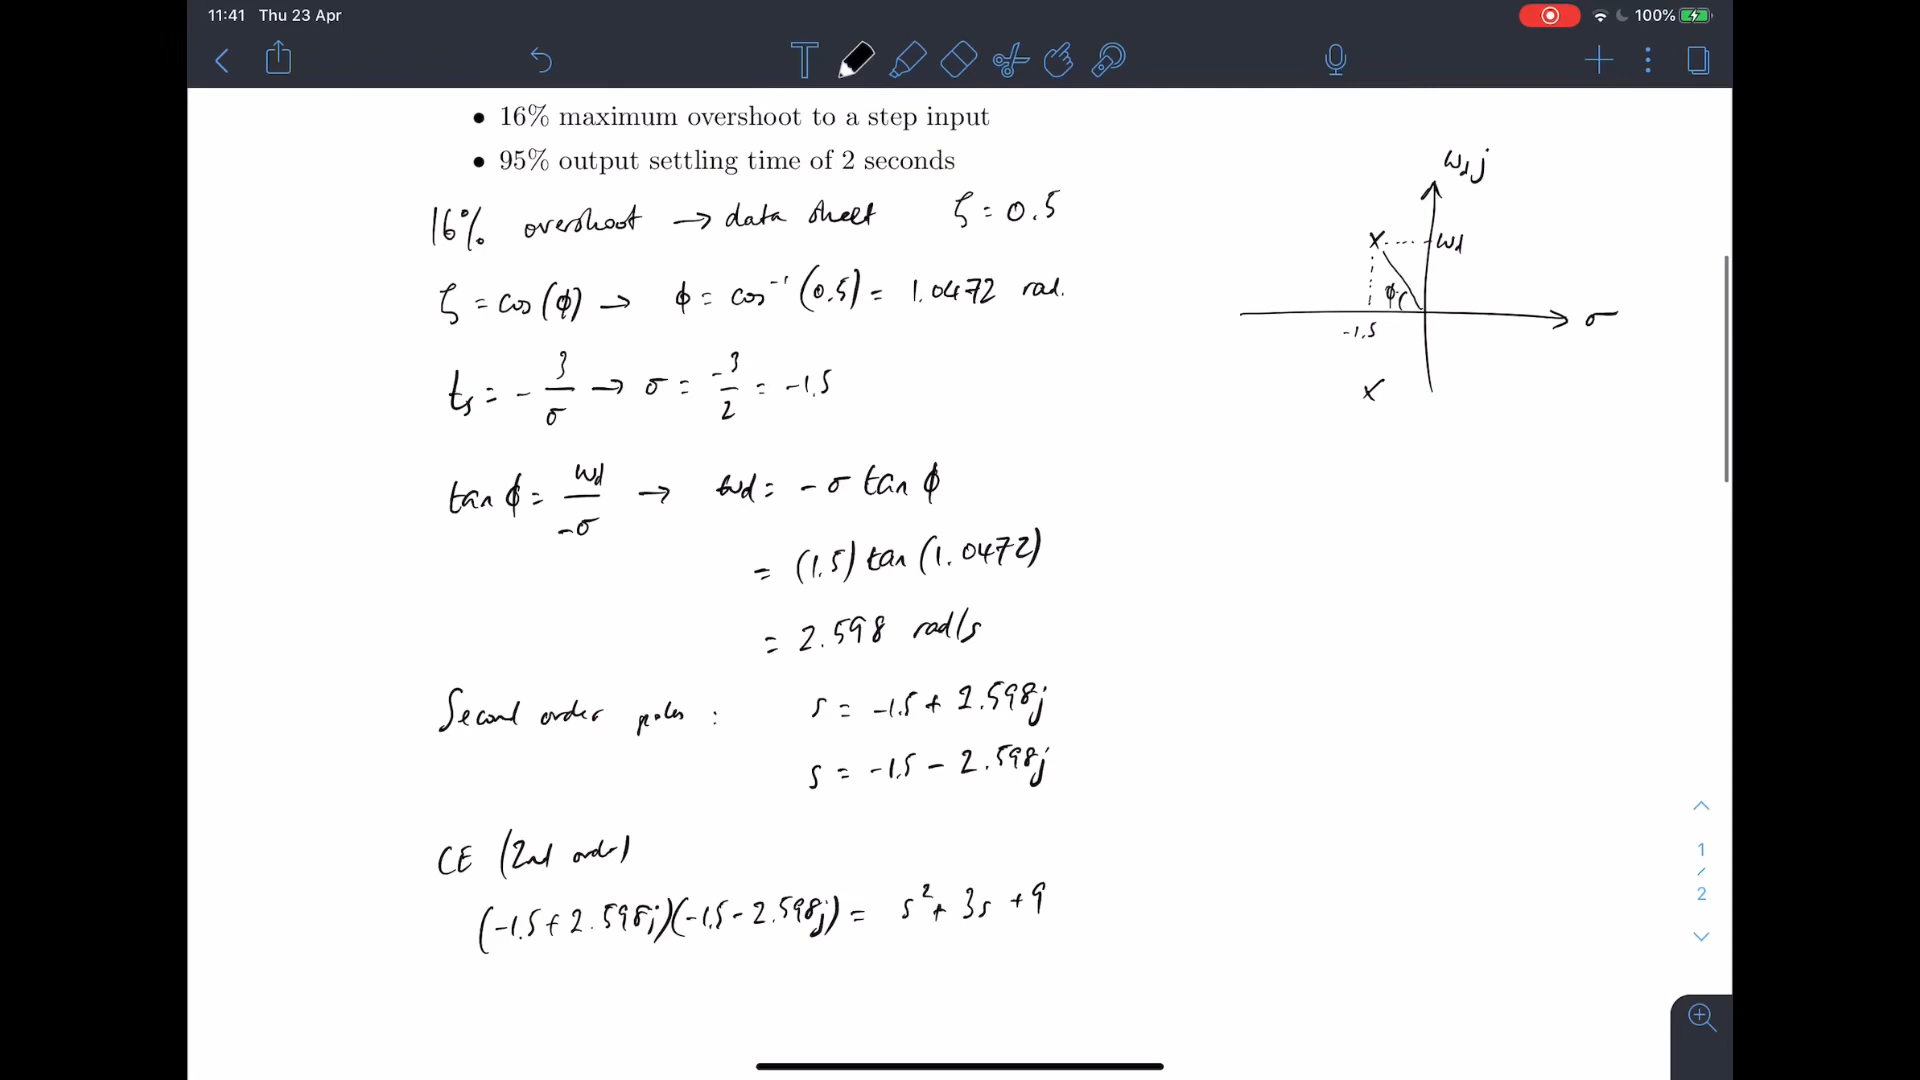 11:41 Thu 23 Apr 100%
T
• 16% maximum overshoot to a step input
• 95% output settling time of 2 seconds
16% overshoot → data sheet ζ = 0.5
ζ = cos(ϕ) → ϕ = cos⁻¹(0.5) = 1.0472 rad.
tₛ = - 3/σ → σ = -3/2 = -1.5
tan ϕ = ωd/-σ → ωd = - σ tan ϕ
= (1.5) tan (1.0472)
= 2.598 rad/s
Second order poles : s = -1.5 + 2.598j
s = -1.5 - 2.598j
CE (2nd order)
(-1.5 + 2.598j)(-1.5 - 2.598j) = s² + 3s + 9
ωdj
x ωd
ϕ
-1.5
σ
x
1
/
2